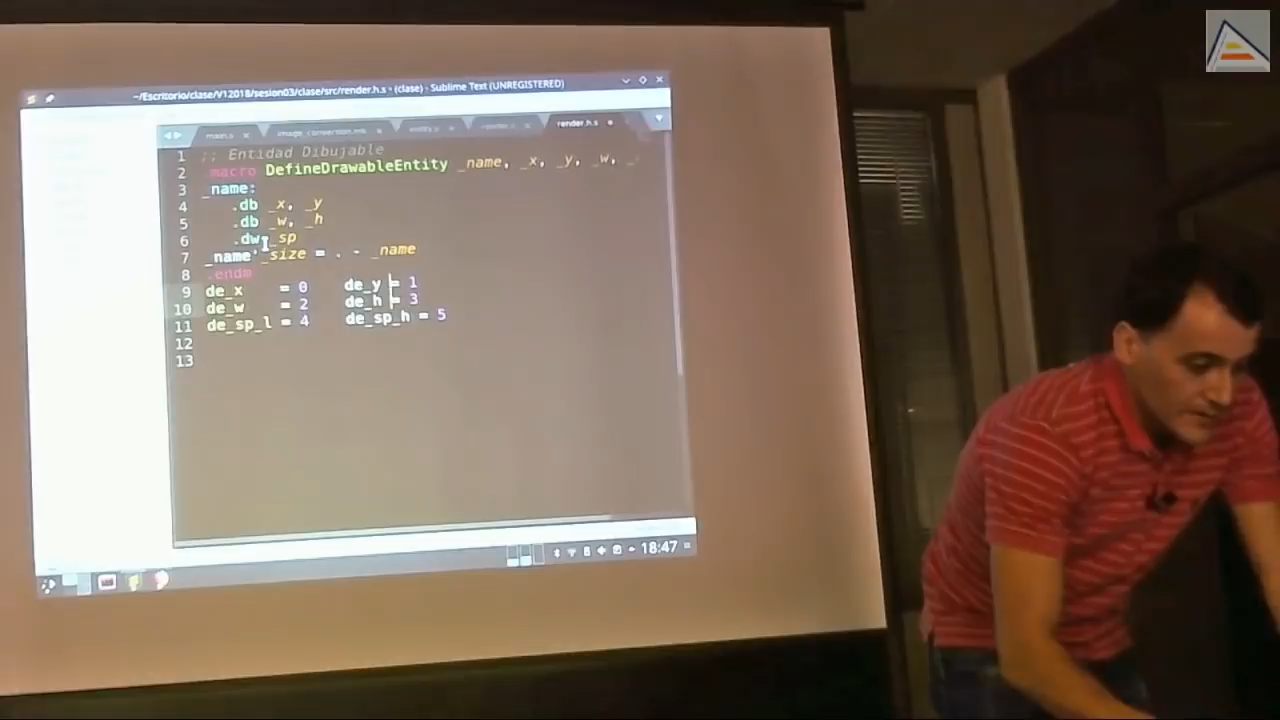 ~/Escritorio/clase/V12018/sesion03/clase/src/render.h.s • (clase) - Sublime Text (UNREGISTERED)
main.s image_convertion.mk render.h.s
1 ;; Entidad Dibujable
2 .macro DefineDrawableEntity _name, _x, _y, _w,
3 _name:
4 .db _x, _y
5 .db _w, _h
6 .dw _sp
7 _name'_size = . - _name
8 .endm
9 de_x = 0 de_y = 1
10 de_w = 2 de_h = 3
11 de_sp_l = 4 de_sp_h = 5
12
13
18:47